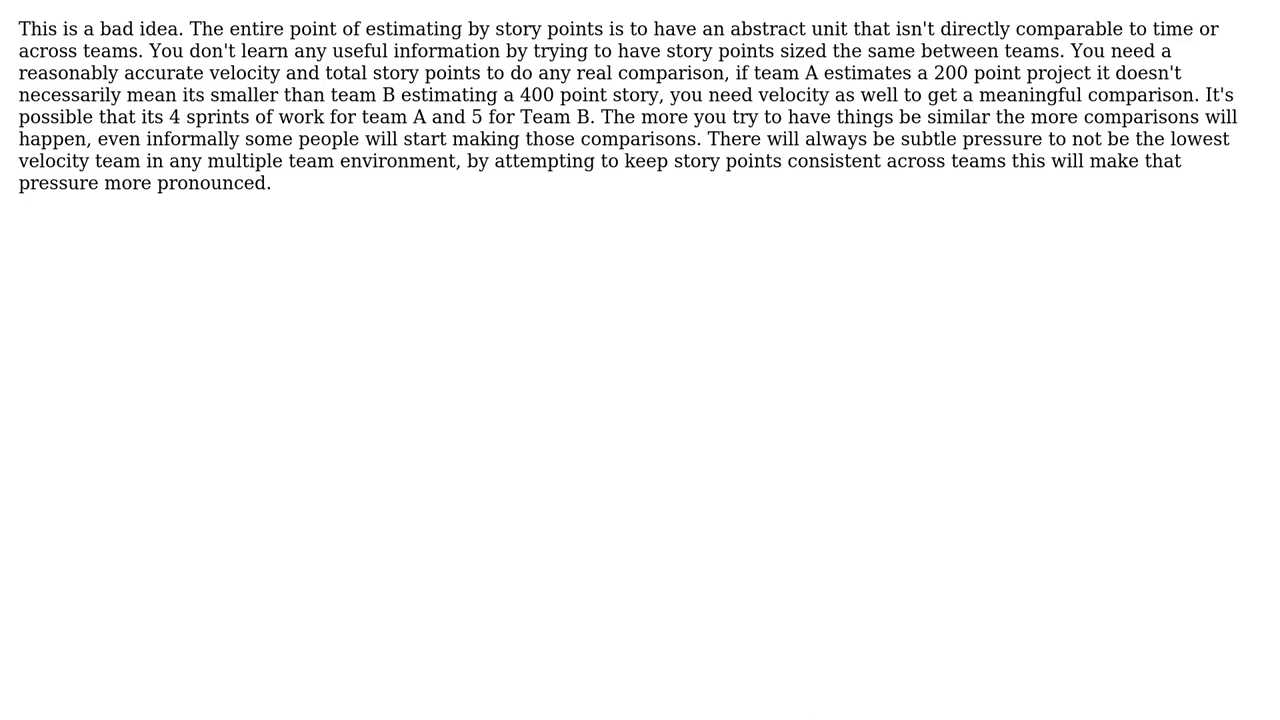 This is a bad idea. The entire point of estimating by story points is to have an abstract unit that isn't directly comparable to time or
across teams. You don't learn any useful information by trying to have story points sized the same between teams. You need a
reasonably accurate velocity and total story points to do any real comparison, if team A estimates a 200 point project it doesn't
necessarily mean its smaller than team B estimating a 400 point story, you need velocity as well to get a meaningful comparison. It's
possible that its 4 sprints of work for team A and 5 for Team B. The more you try to have things be similar the more comparisons will
happen, even informally some people will start making those comparisons. There will always be subtle pressure to not be the lowest
velocity team in any multiple team environment, by attempting to keep story points consistent across teams this will make that
pressure more pronounced.